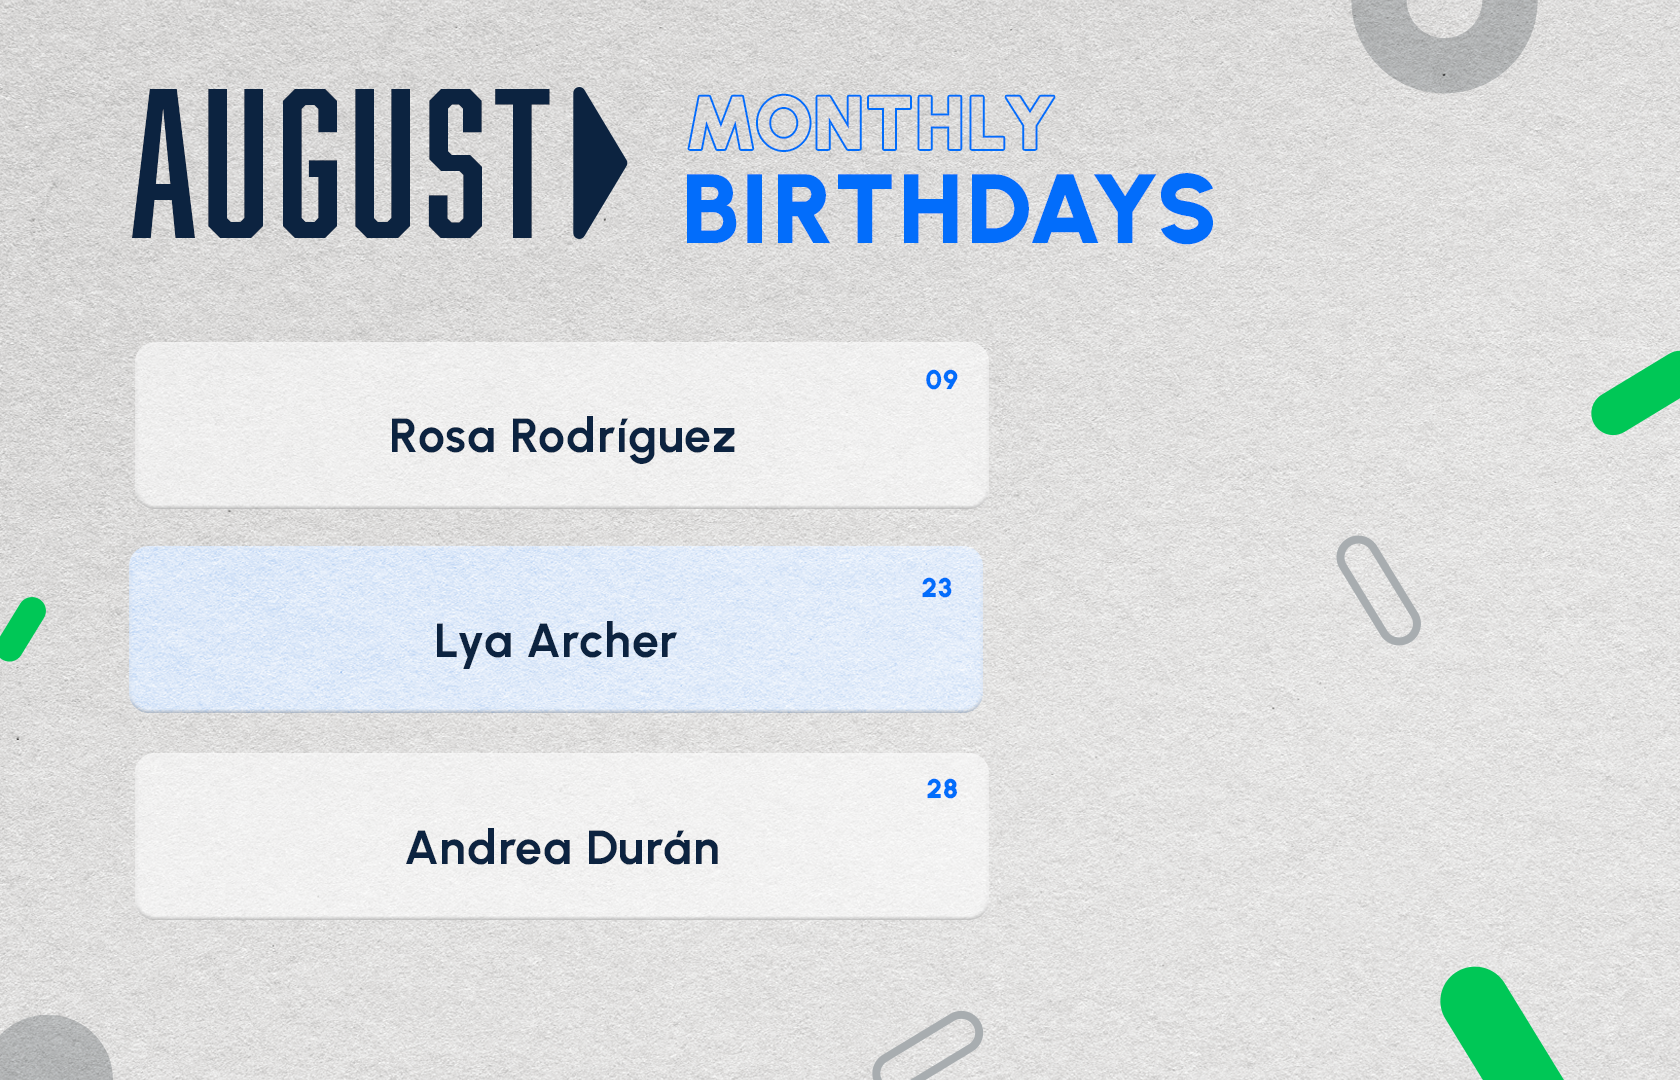 AUGUST
MONTHLY
BIRTHDAYS
09
Rosa Rodríguez
23
Lya Archer
28
Andrea Durán